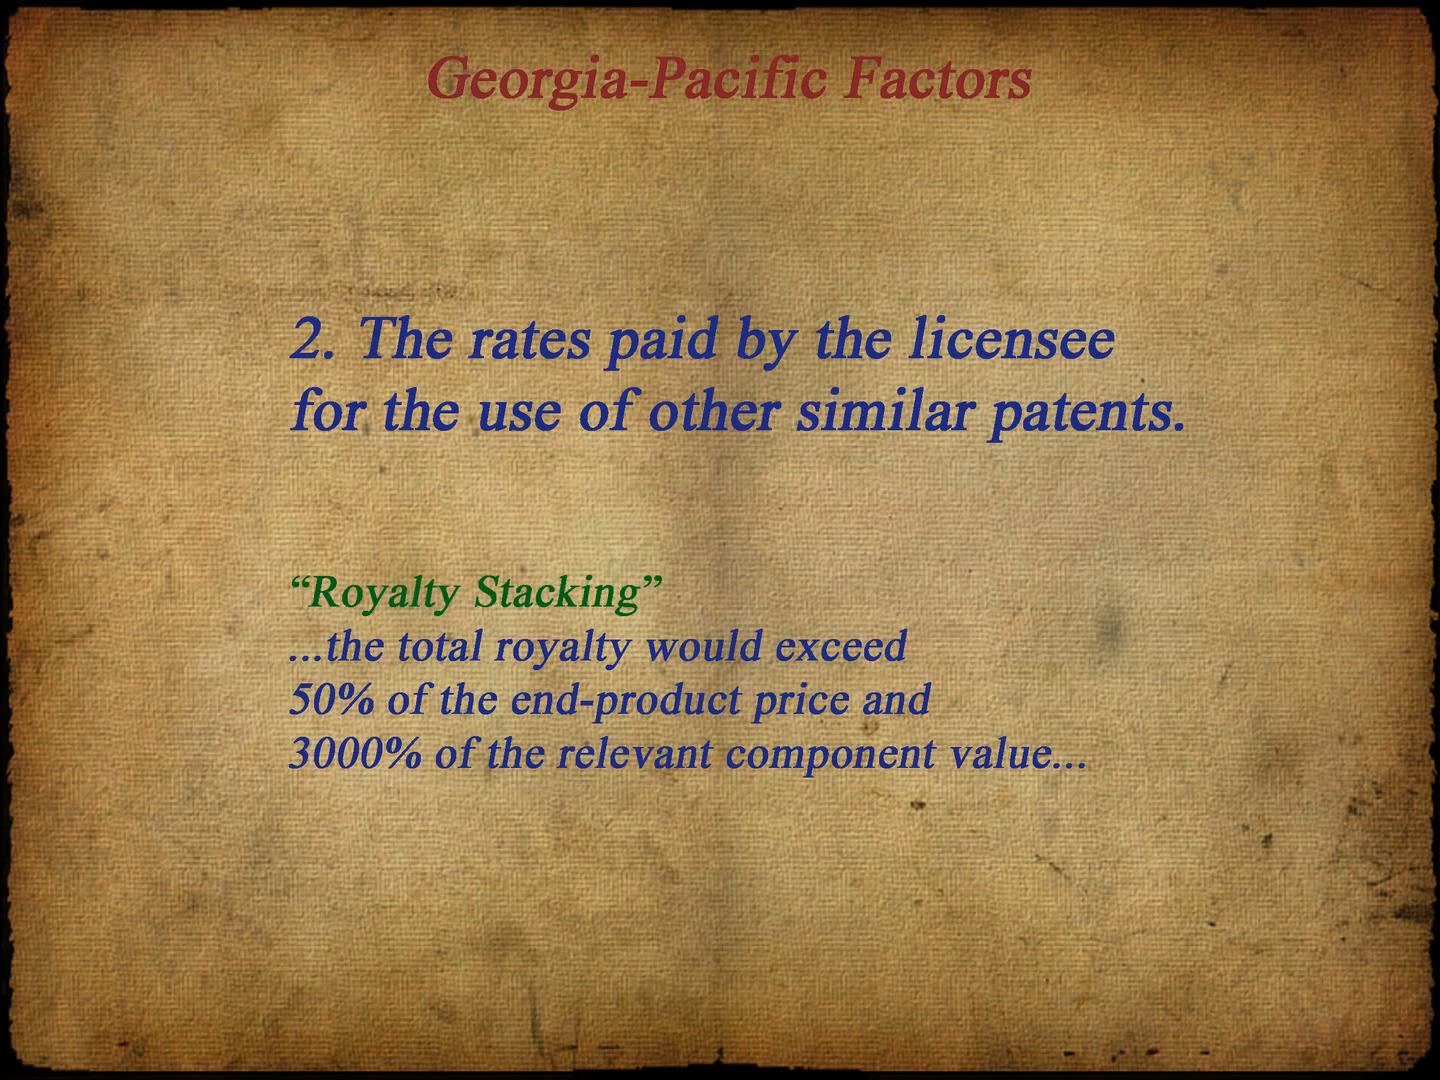 Georgia-Pacific Factors
2. The rates paid by the licensee
for the use of other similar patents.
“Royalty Stacking”
...the total royalty would exceed
50% of the end-product price and
3000% of the relevant component value...